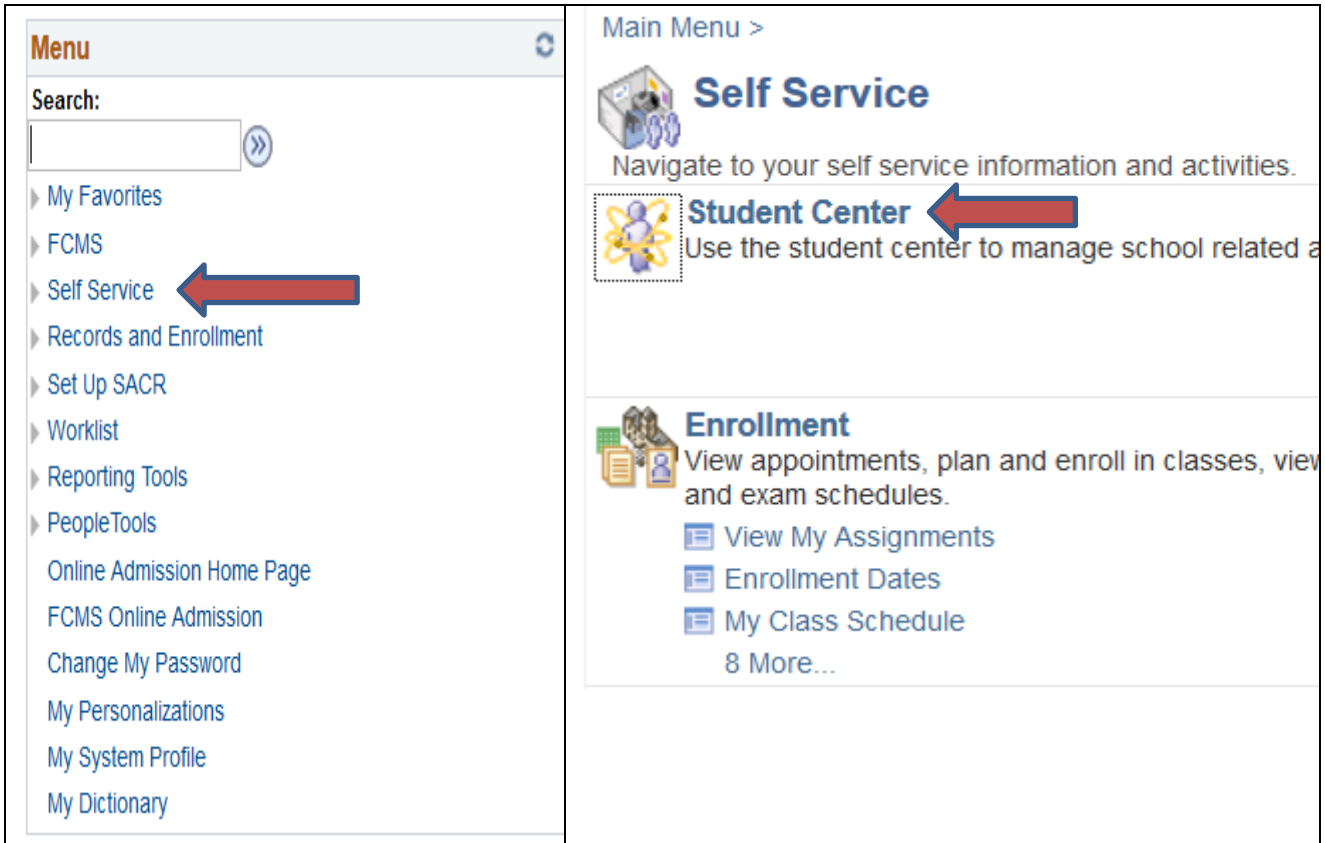 Menu
Search:
My Favorites
FCMS
Self Service
Records and Enrollment
Set Up SACR
Worklist
Reporting Tools
PeopleTools
Online Admission Home Page
FCMS Online Admission
Change My Password
My Personalizations
My System Profile
My Dictionary
Main Menu >
Self Service
Navigate to your self service information and activities.
Student Center
Use the student center to manage school related a
Enrollment
View appointments, plan and enroll in classes, view
and exam schedules.
View My Assignments
Enrollment Dates
My Class Schedule
8 More...